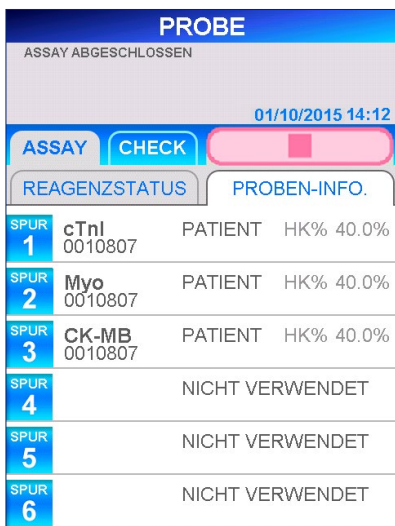 PROBE
ASSAY ABGESCHLOSSEN
01/10/2015 14:12
ASSAY CHECK
REAGENZSTATUS PROBEN-INFO.
SPUR 1 cTnI PATIENT HK% 40.0%
0010807
SPUR 2 Myo PATIENT HK% 40.0%
0010807
SPUR 3 CK-MB PATIENT HK% 40.0%
0010807
SPUR 4 NICHT VERWENDET
SPUR 5 NICHT VERWENDET
SPUR 6 NICHT VERWENDET